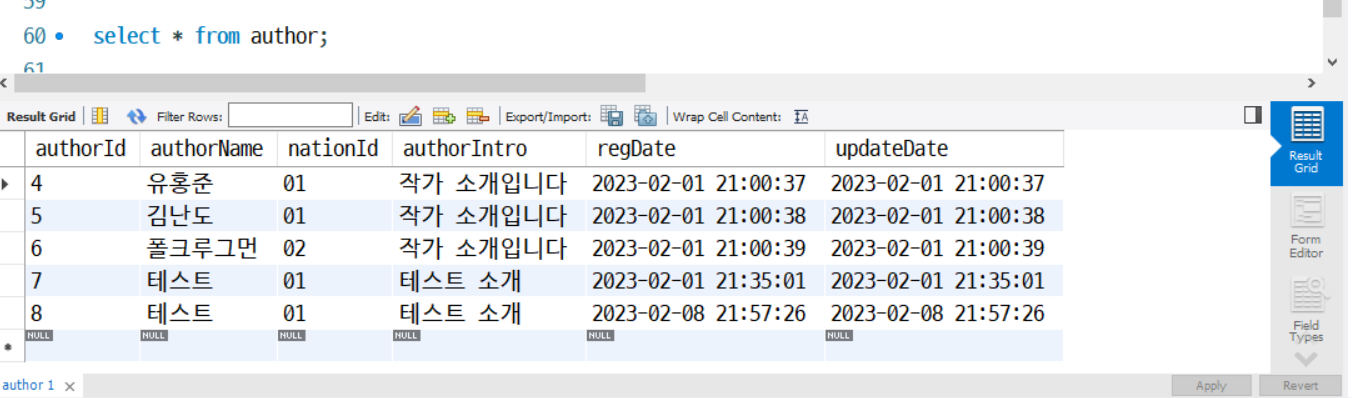 59
60 select * from author;
61
Result Grid Filter Rows: Edit: Export/Import: Wrap Cell Content: IA
authorId authorName nationId authorIntro regDate updateDate
4 유홍준 01 작가 소개입니다 2023-02-01 21:00:37 2023-02-01 21:00:37
5 김난도 01 작가 소개입니다 2023-02-01 21:00:38 2023-02-01 21:00:38
6 폴크루그먼 02 작가 소개입니다 2023-02-01 21:00:39 2023-02-01 21:00:39
7 테스트 01 테스트 소개 2023-02-01 21:35:01 2023-02-01 21:35:01
8 테스트 01 테스트 소개 2023-02-08 21:57:26 2023-02-08 21:57:26
NULL NULL NULL NULL NULL NULL
Result
Grid
Form
Editor
Field
Types
author 1 Apply Revert